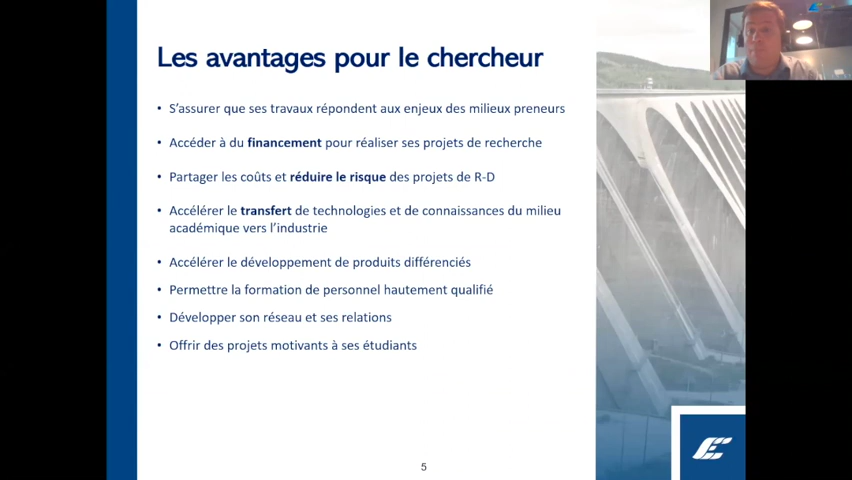 Les avantages pour le chercheur
• S'assurer que ses travaux répondent aux enjeux des milieux preneurs
• Accéder à du financement pour réaliser ses projets de recherche
• Partager les coûts et réduire le risque des projets de R-D
• Accélérer le transfert de technologies et de connaissances du milieu
académique vers l'industrie
• Accélérer le développement de produits différenciés
• Permettre la formation de personnel hautement qualifié
• Développer son réseau et ses relations
• Offrir des projets motivants à ses étudiants
5